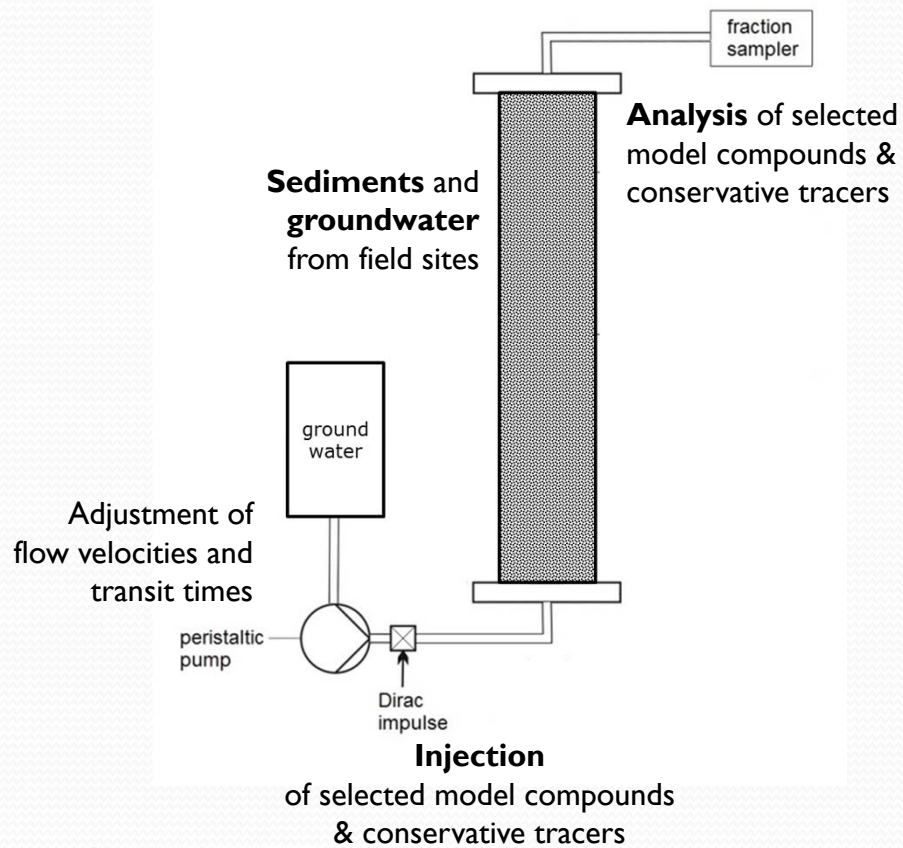 fraction
sampler
Analysis of selected
model compounds &
conservative tracers
Sediments and
groundwater
from field sites
ground
water
Adjustment of
flow velocities and
transit times
peristaltic
pump
Dirac
impulse
Injection
of selected model compounds
& conservative tracers